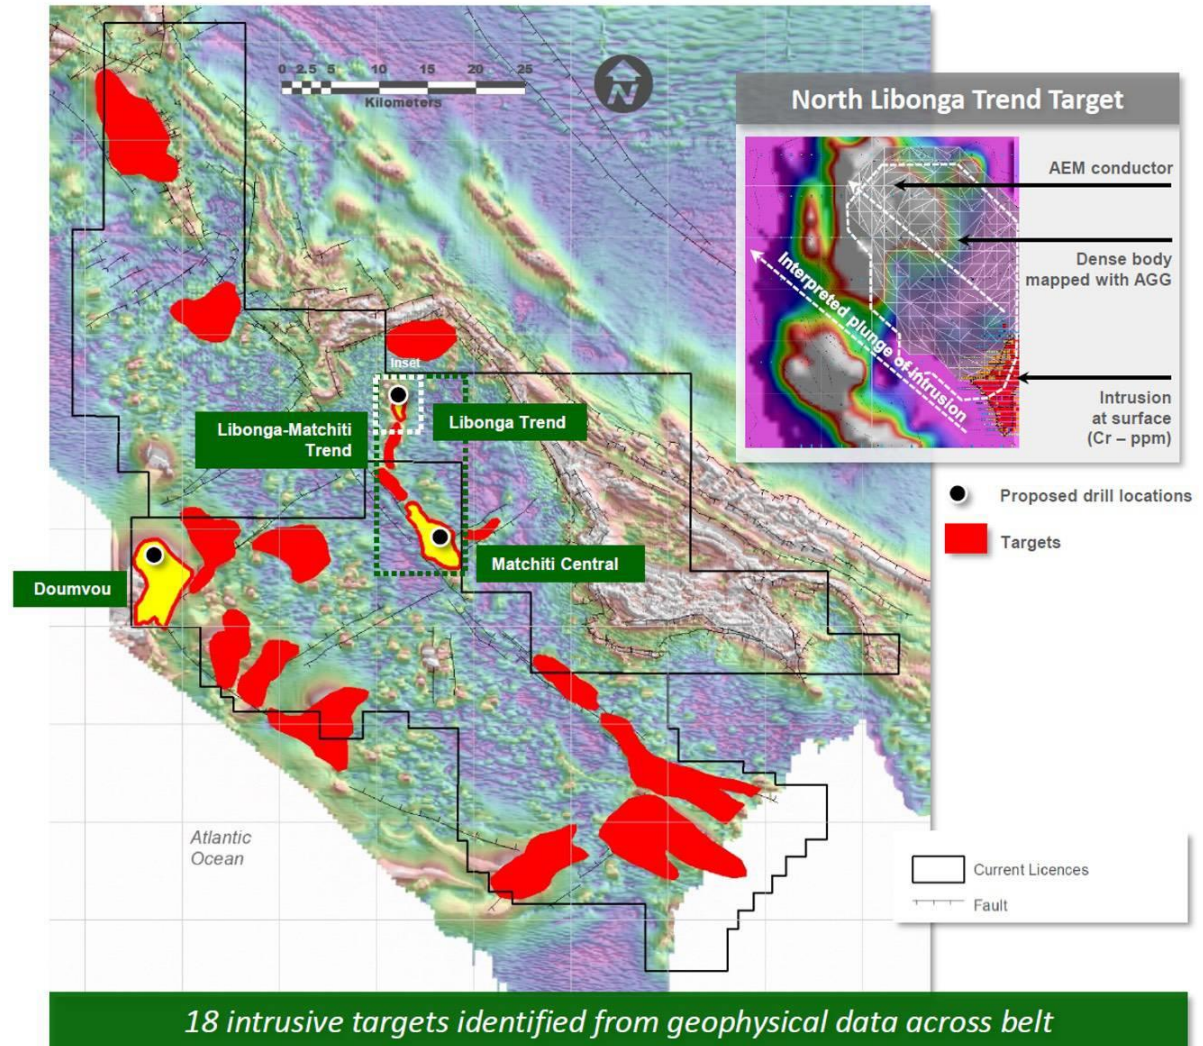 0 2.5 5 10 15 20 25
Kilometers
N
North Libonga Trend Target
AEM conductor
Dense body
mapped with AGG
Interpreted plunge of intrusion
Intrusion
at surface
(Cr – ppm)
Inset
Libonga-Matchiti
Trend
Libonga Trend
Proposed drill locations
Targets
Doumvou
Matchiti Central
Atlantic
Ocean
Current Licences
Fault
18 intrusive targets identified from geophysical data across belt